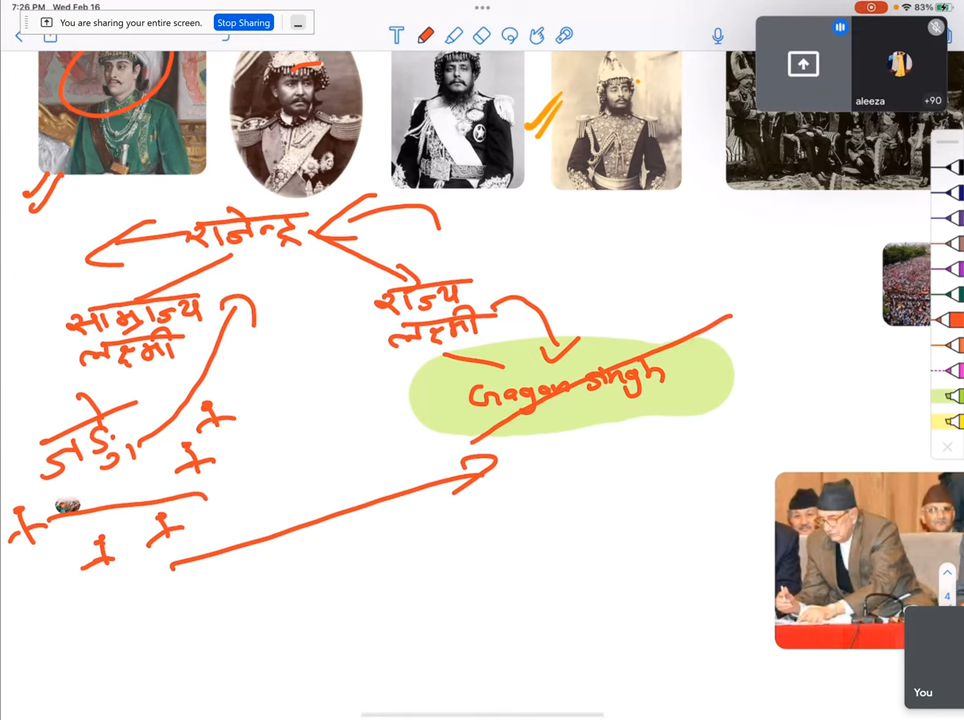 7:26 PM Wed Feb 16
83%
You are sharing your entire screen.
Stop Sharing
T
aleeza
+90
राजेन्द्र
साम्राज्य
लक्ष्मी
राज्य
लक्ष्मी
Gagan singh
4
You